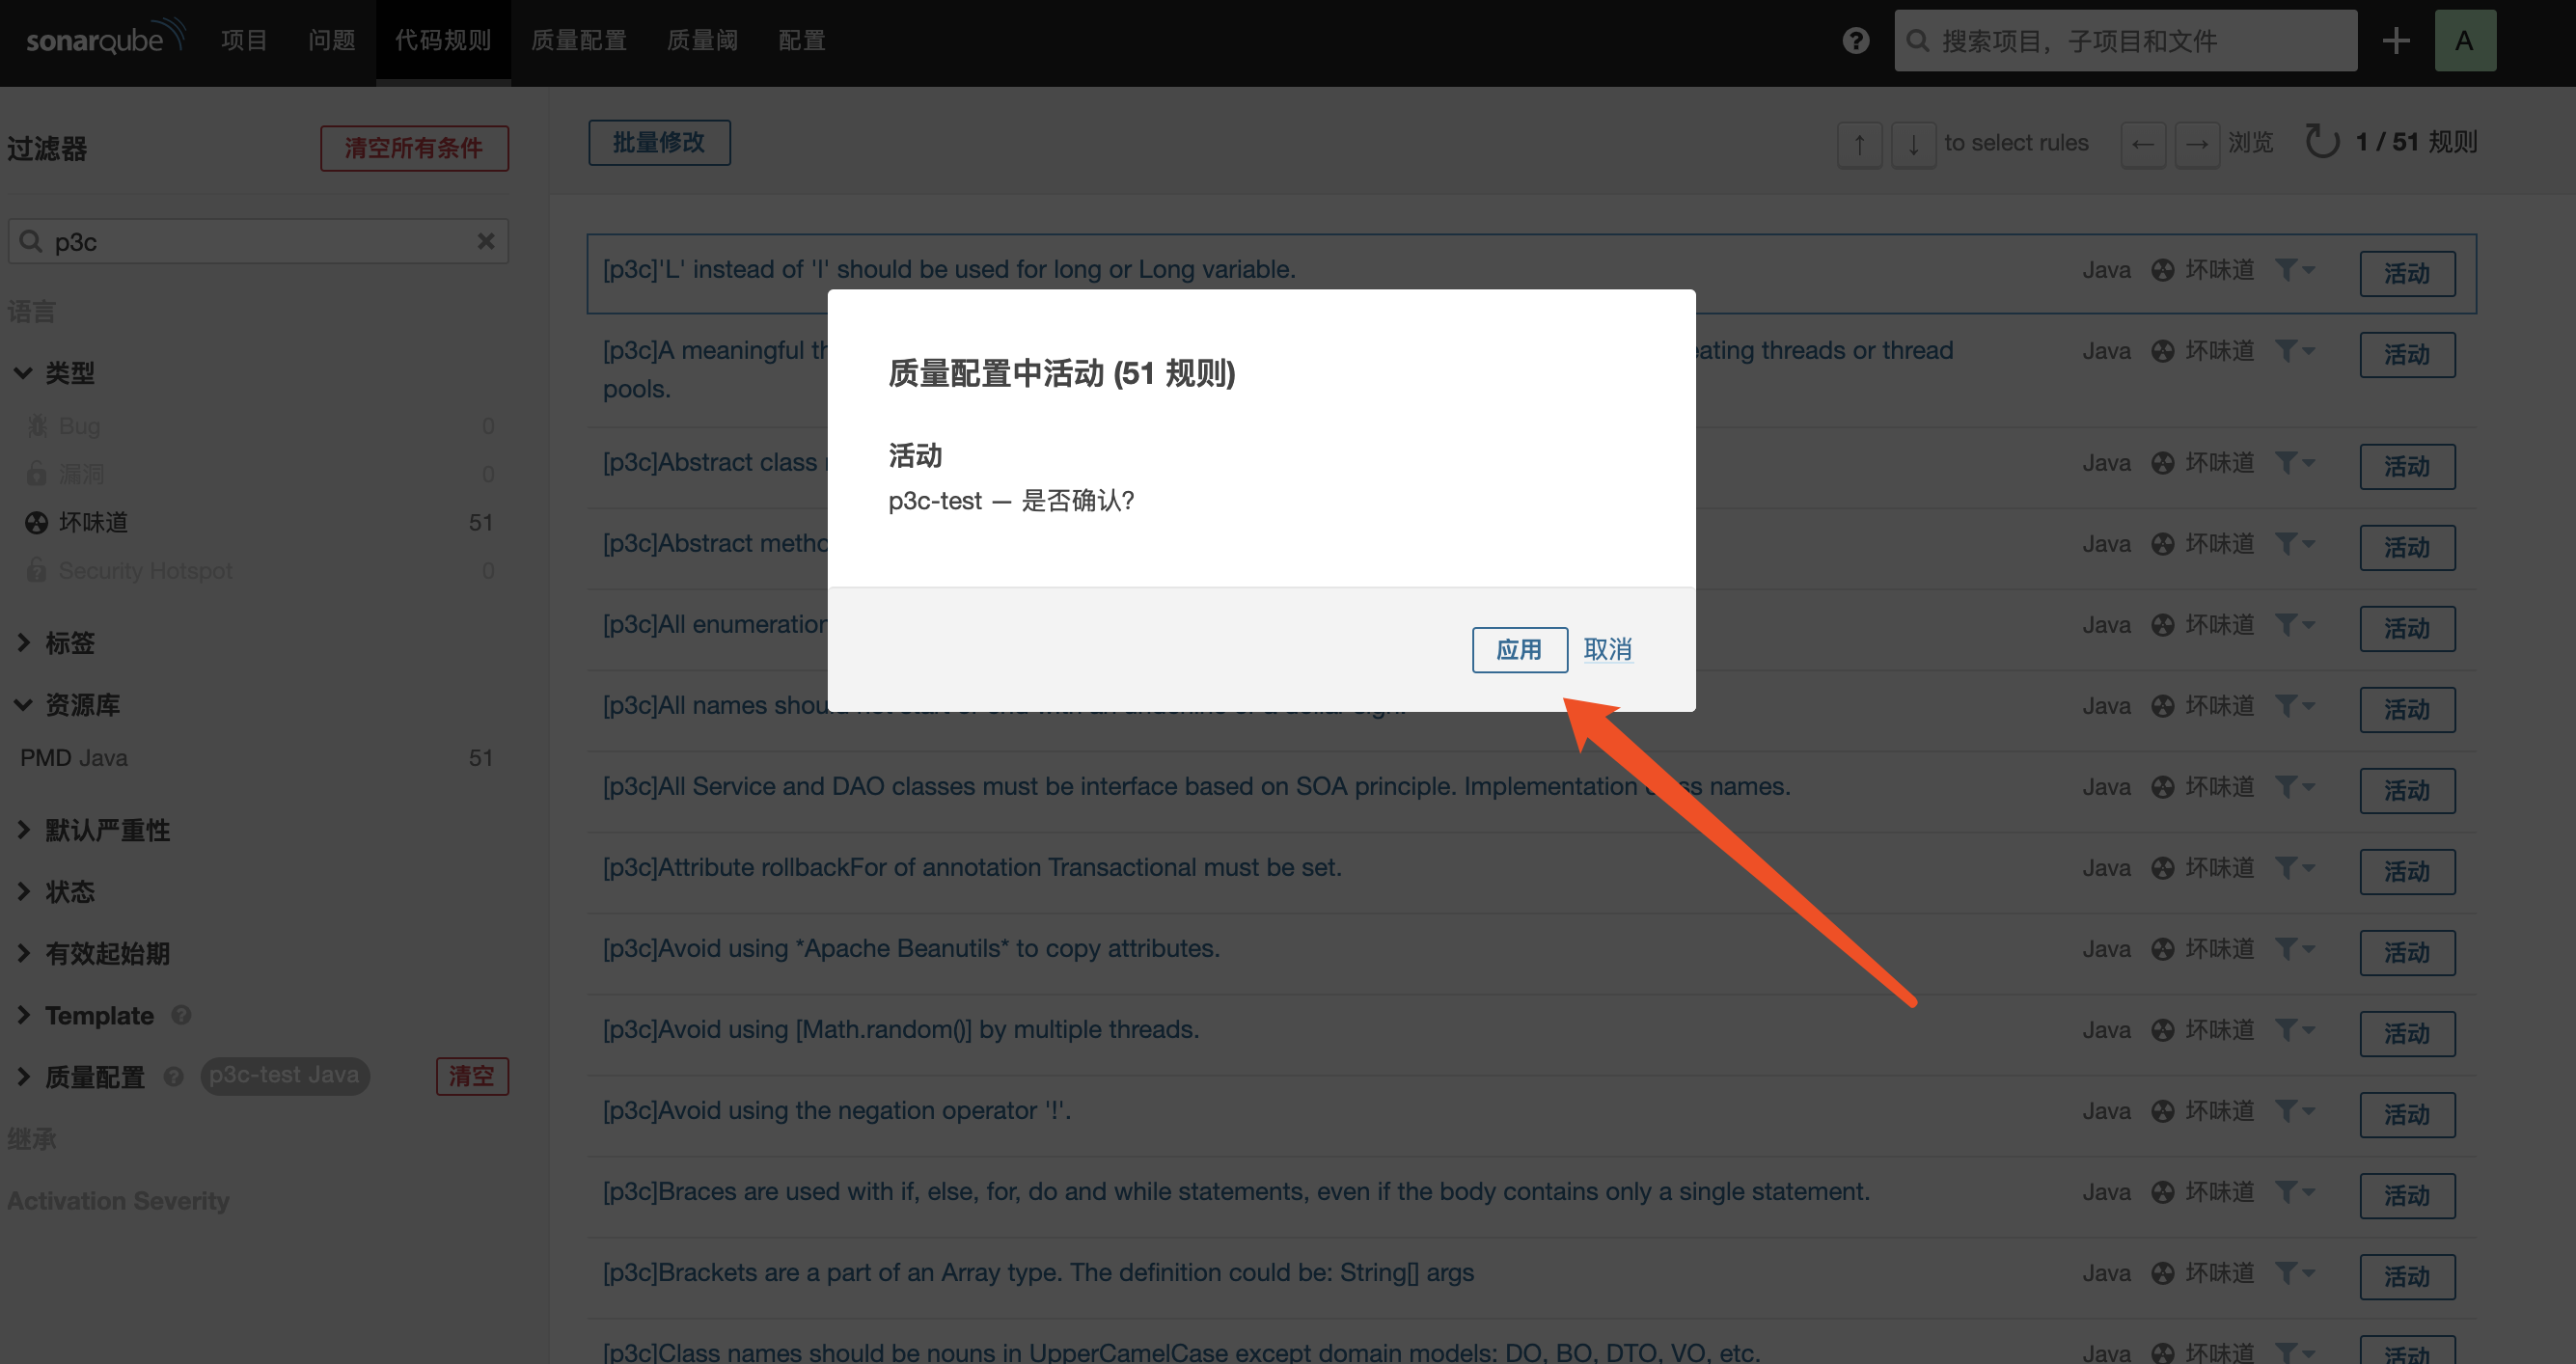 sonarqube 项目 问题 代码规则 质量配置 质量阈 配置 ? 搜索项目，子项目和文件 + A
过滤器 清空所有条件
p3c
语言
类型
Bug 0
漏洞 0
坏味道 51
Security Hotspot 0
标签
资源库
PMD Java 51
默认严重性
状态
有效起始期
Template ?
质量配置 ? p3c-test Java 清空
继承
Activation Severity
批量修改 ↑ ↓ to select rules ← → 浏览 1 / 51 规则
[p3c]'L' instead of 'l' should be used for long or Long variable. Java 坏味道 活动
[p3c]A meaningful eating threads or thread Java 坏味道 活动
pools.
[p3c]Abstract class Java 坏味道 活动
[p3c]Abstract Java 坏味道 活动
[p3c]All enumeration Java 坏味道 活动
[p3c]All names should not start or end with an underline or a dollar sign. Java 坏味道 活动
[p3c]All Service and DAO classes must be interface based on SOA principle. Implementation names. Java 坏味道 活动
[p3c]Attribute rollbackFor of annotation Transactional must be set. Java 坏味道 活动
[p3c]Avoid using *Apache Beanutils* to copy attributes. Java 坏味道 活动
[p3c]Avoid using [Math.random()] by multiple threads. Java 坏味道 活动
[p3c]Avoid using the negation operator '!'. Java 坏味道 活动
[p3c]Braces are used with if, else, for, do and while statements, even if the body contains only a single statement. Java 坏味道 活动
[p3c]Brackets are a part of an Array type. The definition could be: String[] args Java 坏味道 活动
[p3c]Class names should be nouns in UpperCamelCase except domain models: DO, BO, DTO, VO, etc. Java 坏味道 活动
质量配置中活动 (51 规则)
活动
p3c-test — 是否确认?
应用 取消